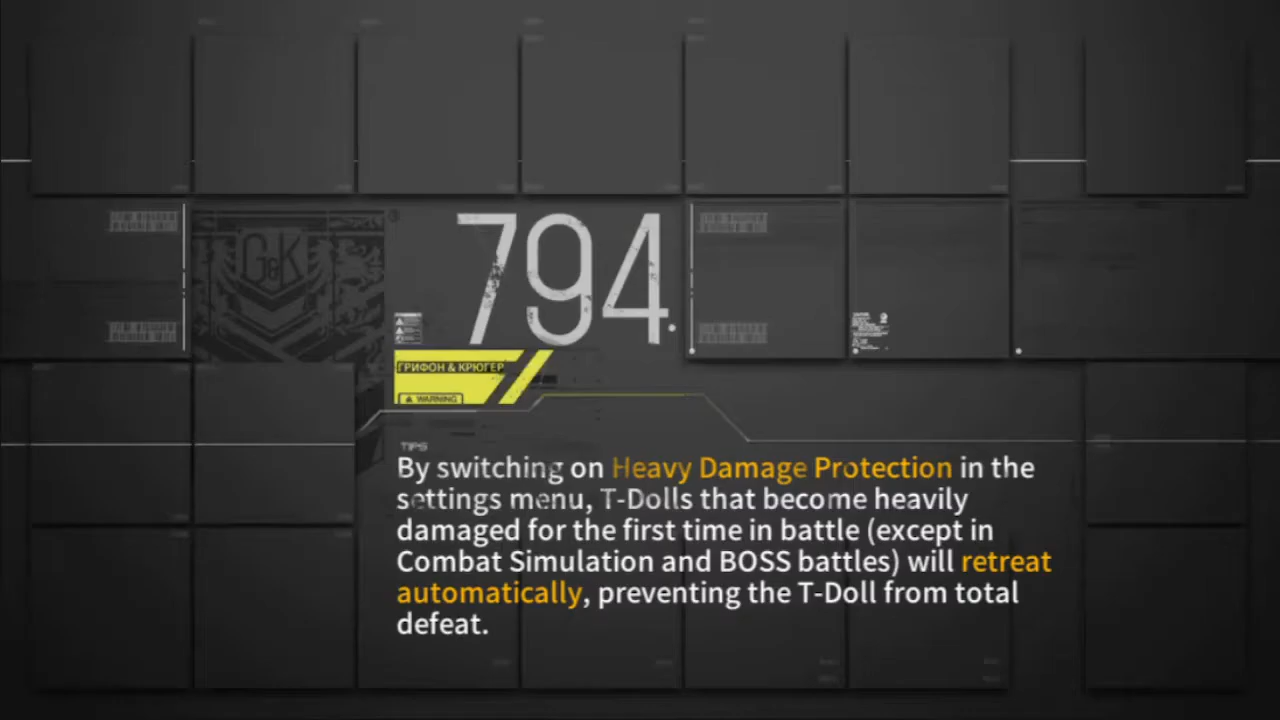 G&K
794.
ГРИФОН & КРЮГЕР
WARNING
TIPS
By switching on Heavy Damage Protection in the
settings menu, T-Dolls that become heavily
damaged for the first time in battle (except in
Combat Simulation and BOSS battles) will retreat
automatically, preventing the T-Doll from total
defeat.